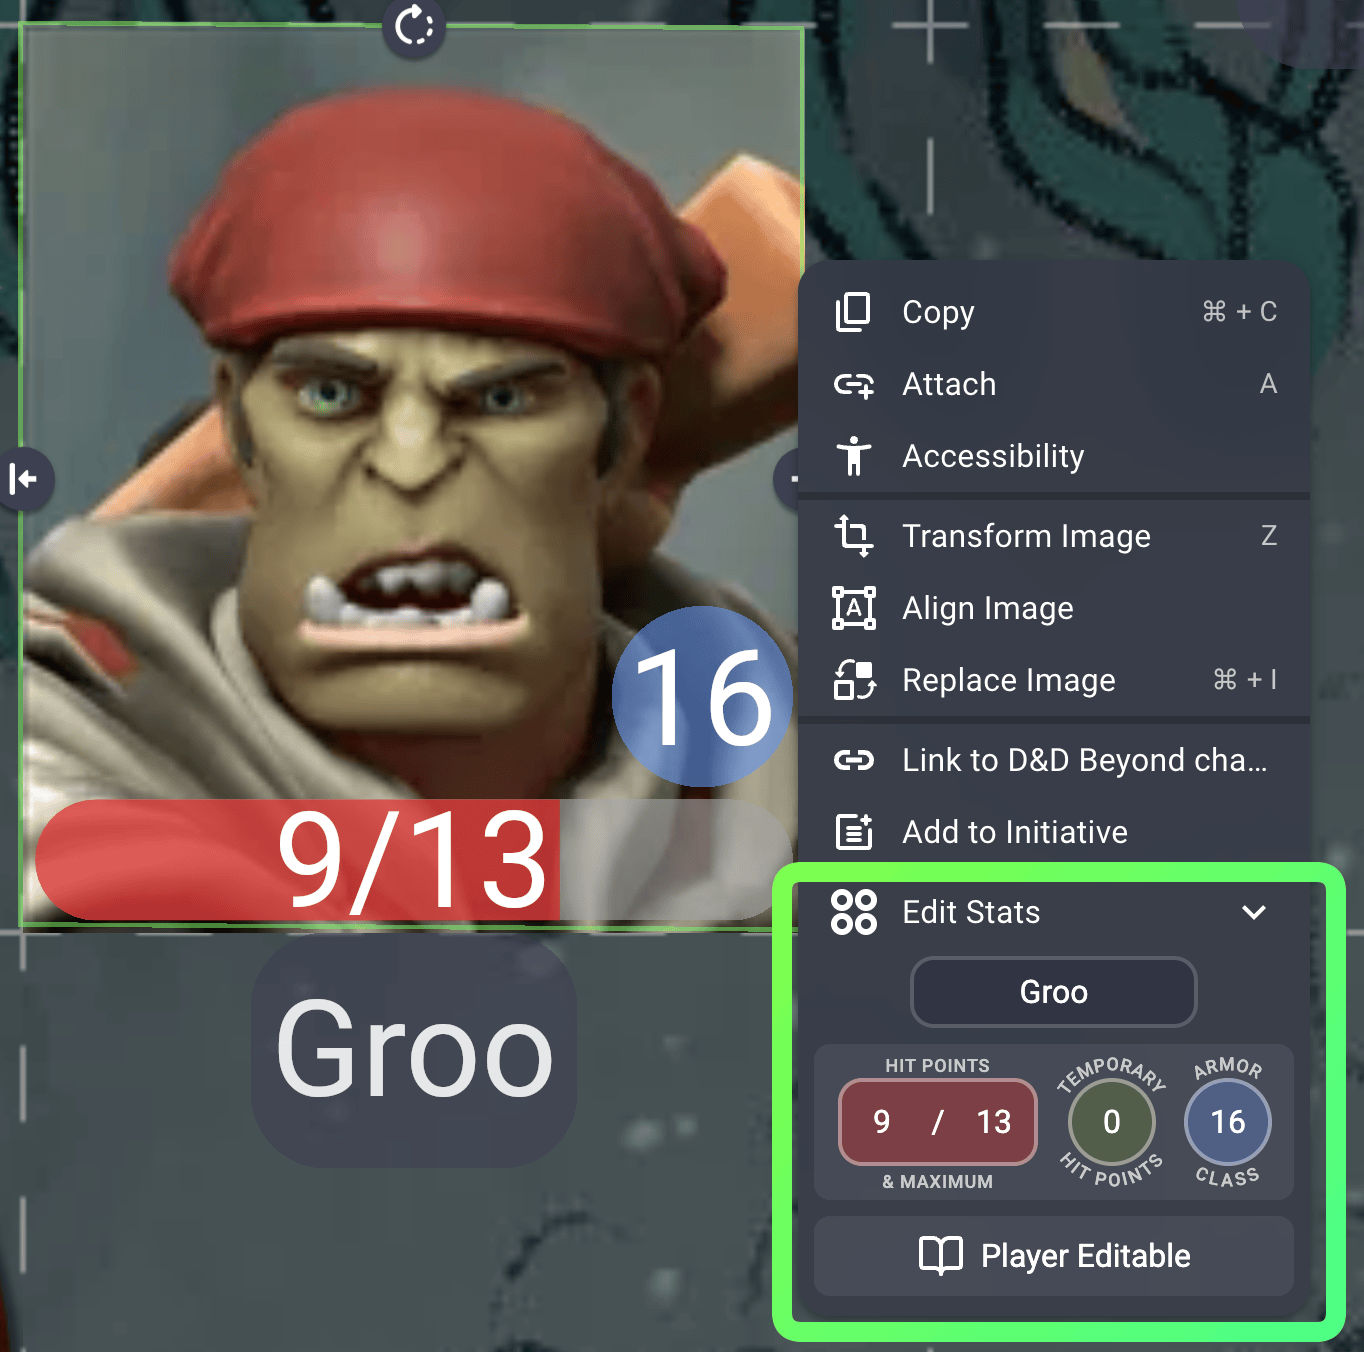 16
9/13
Groo
Copy ⌘ + C
Attach A
Accessibility
Transform Image Z
Align Image
Replace Image ⌘ + I
Link to D&D Beyond cha...
Add to Initiative
Edit Stats
Groo
HIT POINTS
9 / 13
& MAXIMUM
TEMPORARY
0
HIT POINTS
ARMOR
16
CLASS
Player Editable